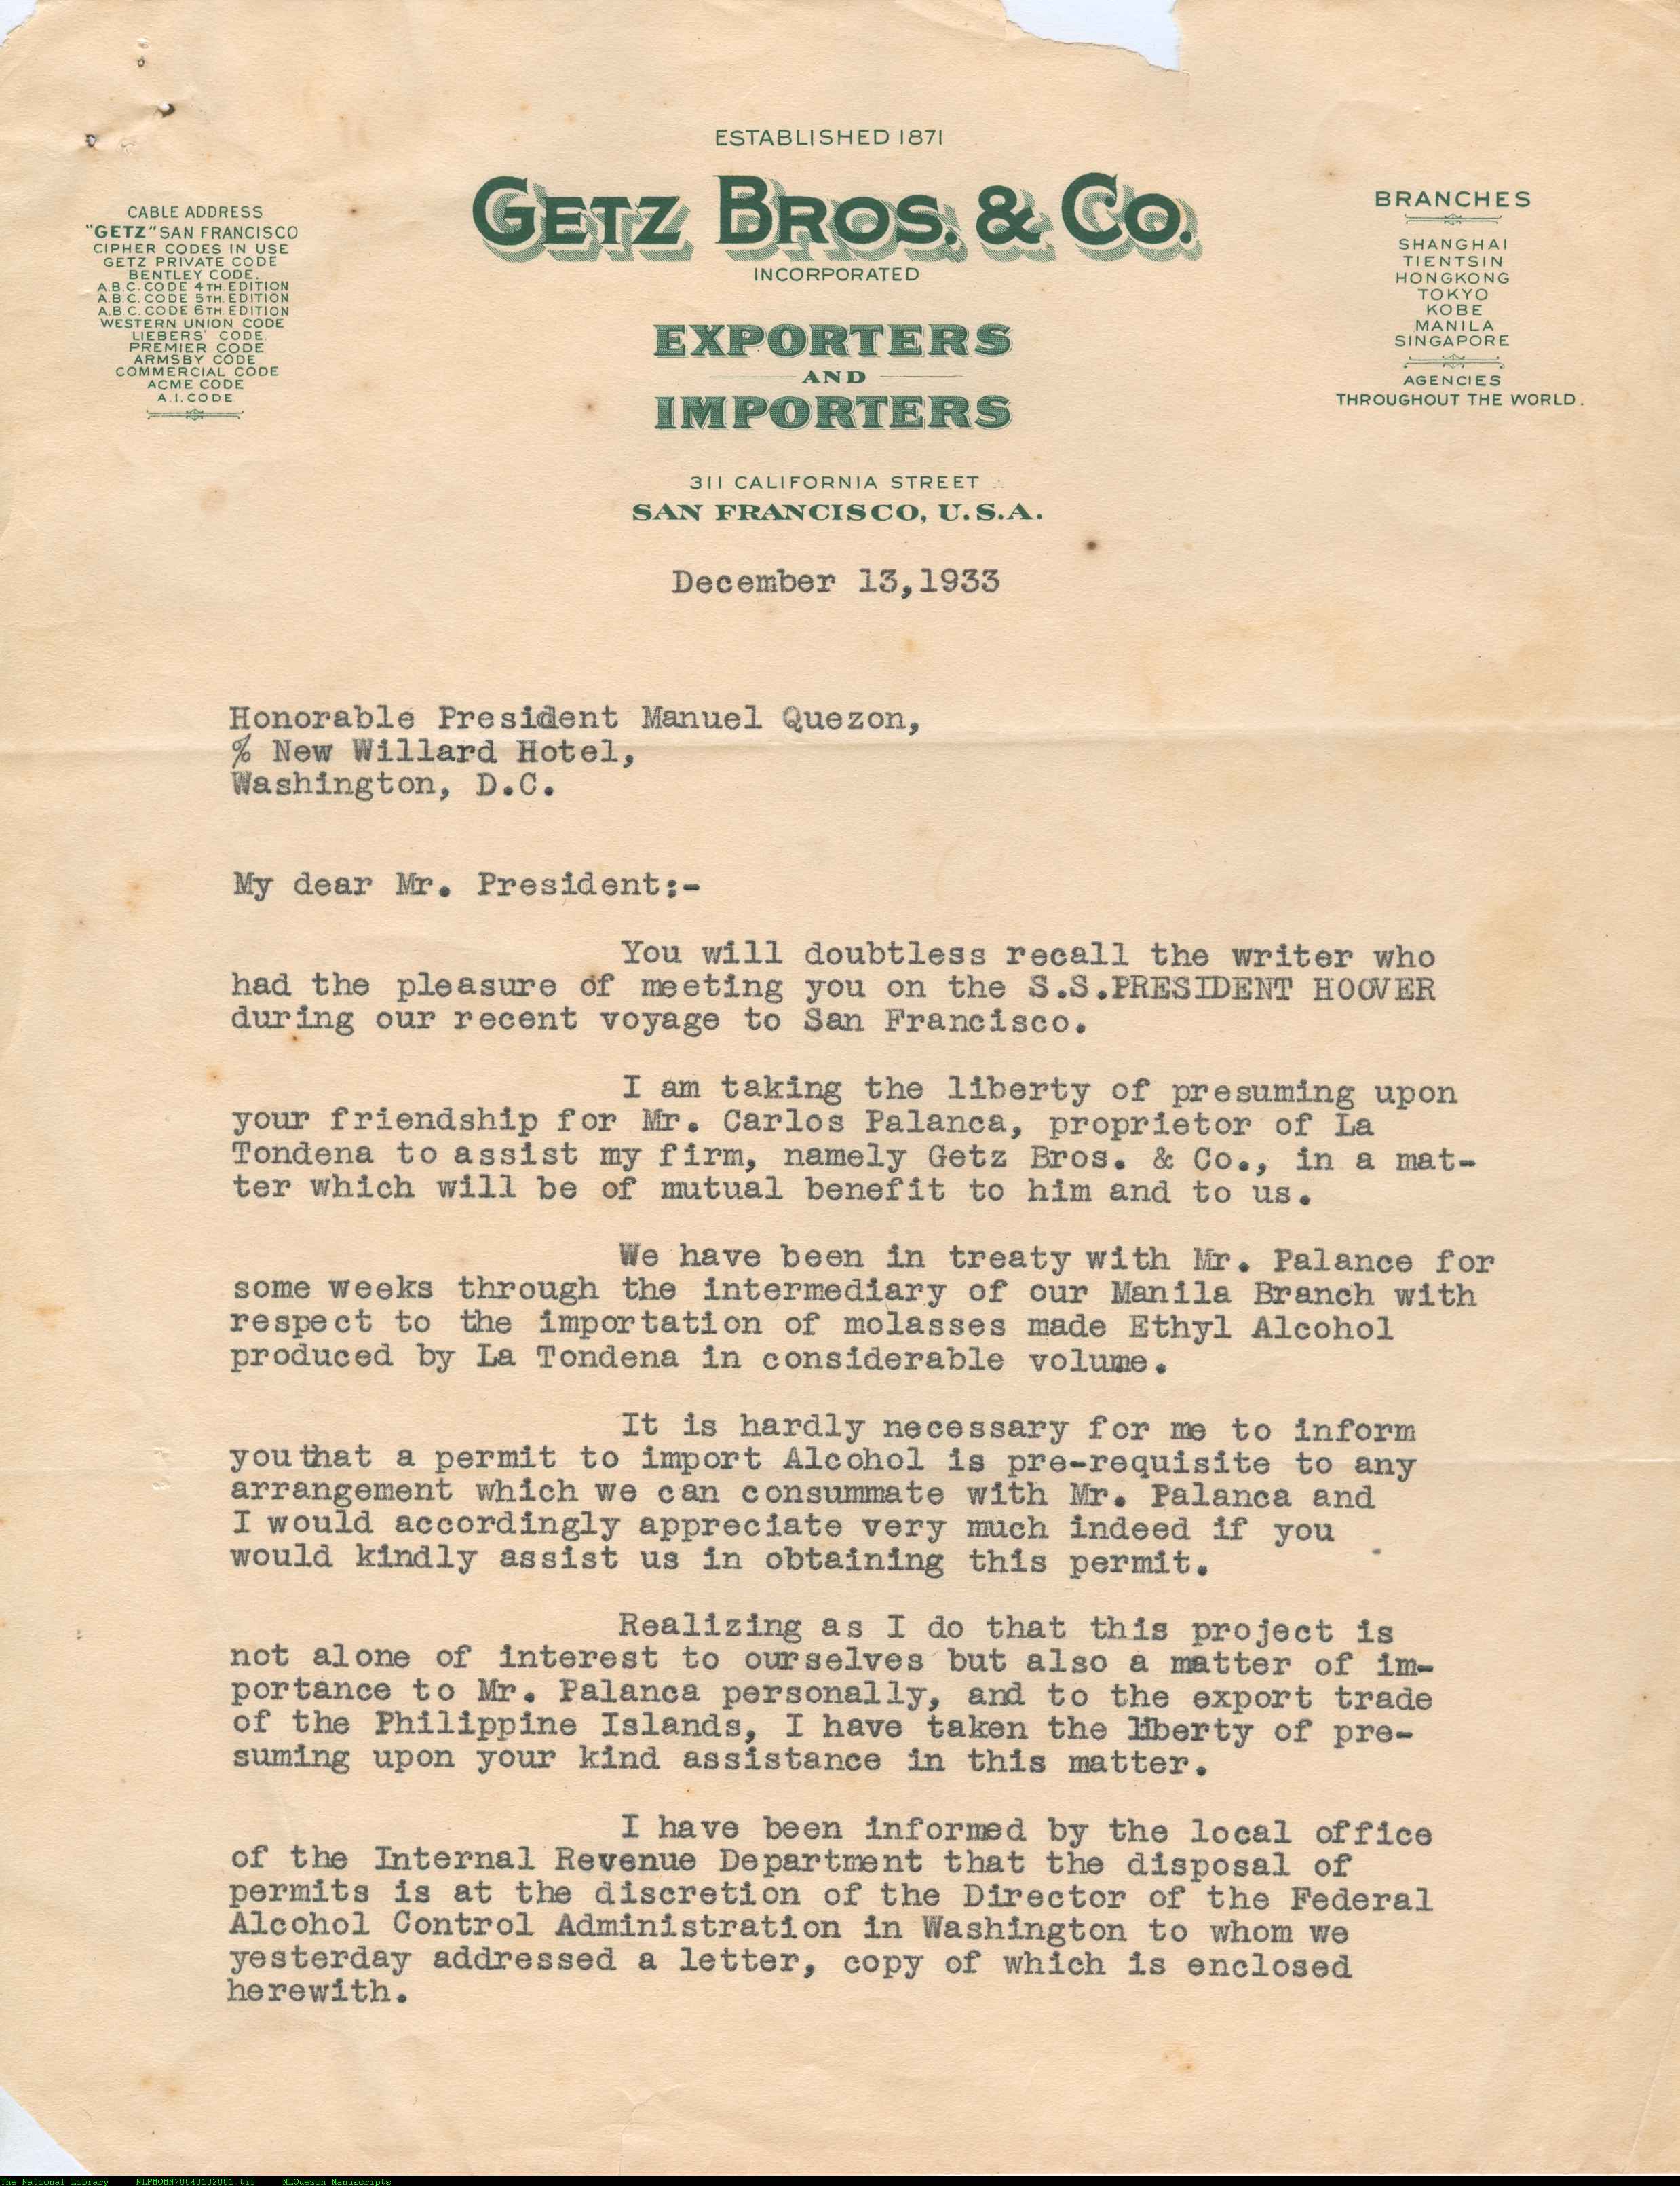 ESTABLISHED 1871
GETZ BROS. & CO.
INCORPORATED
EXPORTERS
AND
IMPORTERS
311 CALIFORNIA STREET
SAN FRANCISCO, U.S.A.
CABLE ADDRESS
"GETZ" SAN FRANCISCO
CIPHER CODES IN USE
GETZ PRIVATE CODE
BENTLEY CODE.
A.B.C. CODE 4TH. EDITION
A.B.C. CODE 5TH. EDITION
A.B.C. CODE 6TH. EDITION
WESTERN UNION CODE
LIEBERS' CODE.
PREMIER CODE
ARMSBY CODE
COMMERCIAL CODE
ACME CODE
A.I. CODE
BRANCHES
SHANGHAI
TIENTSIN
HONGKONG
TOKYO
KOBE
MANILA
SINGAPORE
AGENCIES
THROUGHOUT THE WORLD.
December 13,1933
Honorable President Manuel Quezon,
% New Willard Hotel,
Washington, D.C.
My dear Mr. President:-
You will doubtless recall the writer who
had the pleasure of meeting you on the S.S.PRESIDENT HOOVER
during our recent voyage to San Francisco.
I am taking the liberty of presuming upon
your friendship for Mr. Carlos Palanca, proprietor of La
Tondena to assist my firm, namely Getz Bros. & Co., in a mat-
ter which will be of mutual benefit to him and to us.
We have been in treaty with Mr. Palance for
some weeks through the intermediary of our Manila Branch with
respect to the importation of molasses made Ethyl Alcohol
produced by La Tondena in considerable volume.
It is hardly necessary for me to inform
you that a permit to import Alcohol is pre-requisite to any
arrangement which we can consummate with Mr. Palanca and
I would accordingly appreciate very much indeed if you
would kindly assist us in obtaining this permit.
Realizing as I do that this project is
not alone of interest to ourselves but also a matter of im-
portance to Mr. Palanca personally, and to the export trade
of the Philippine Islands, I have taken the liberty of pre-
suming upon your kind assistance in this matter.
I have been informed by the local office
of the Internal Revenue Department that the disposal of
permits is at the discretion of the Director of the Federal
Alcohol Control Administration in Washington to whom we
yesterday addressed a letter, copy of which is enclosed
herewith.
The National Library NLPMQMN70040102001.tif MLQuezon Manuscripts